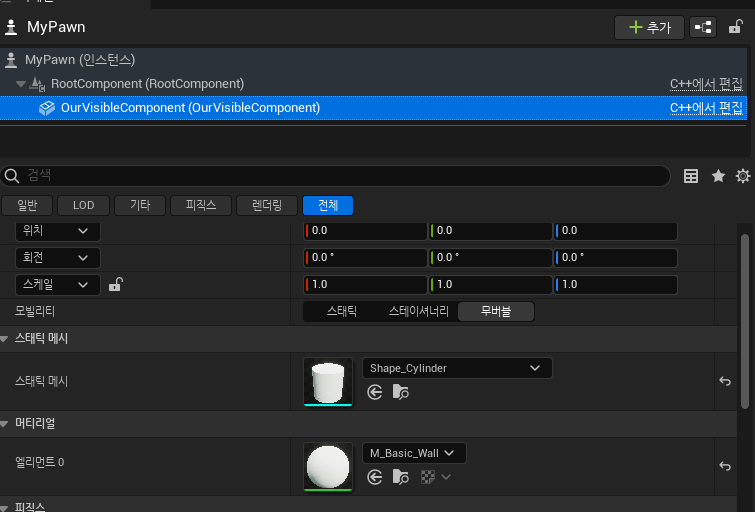 MyPawn
추가
MyPawn (인스턴스)
RootComponent (RootComponent) C++에서 편집
OurVisibleComponent (OurVisibleComponent) C++에서 편집
검색
일반 LOD 기타 피직스 렌더링 전체
위치 0.0 0.0 0.0
회전 0.0 ° 0.0 ° 0.0 °
스케일 1.0 1.0 1.0
모빌리티 스태틱 스테이셔너리 무버블
스태틱 메시
스태틱 메시 Shape_Cylinder
머티리얼
엘리먼트 0 M_Basic_Wall
피직스